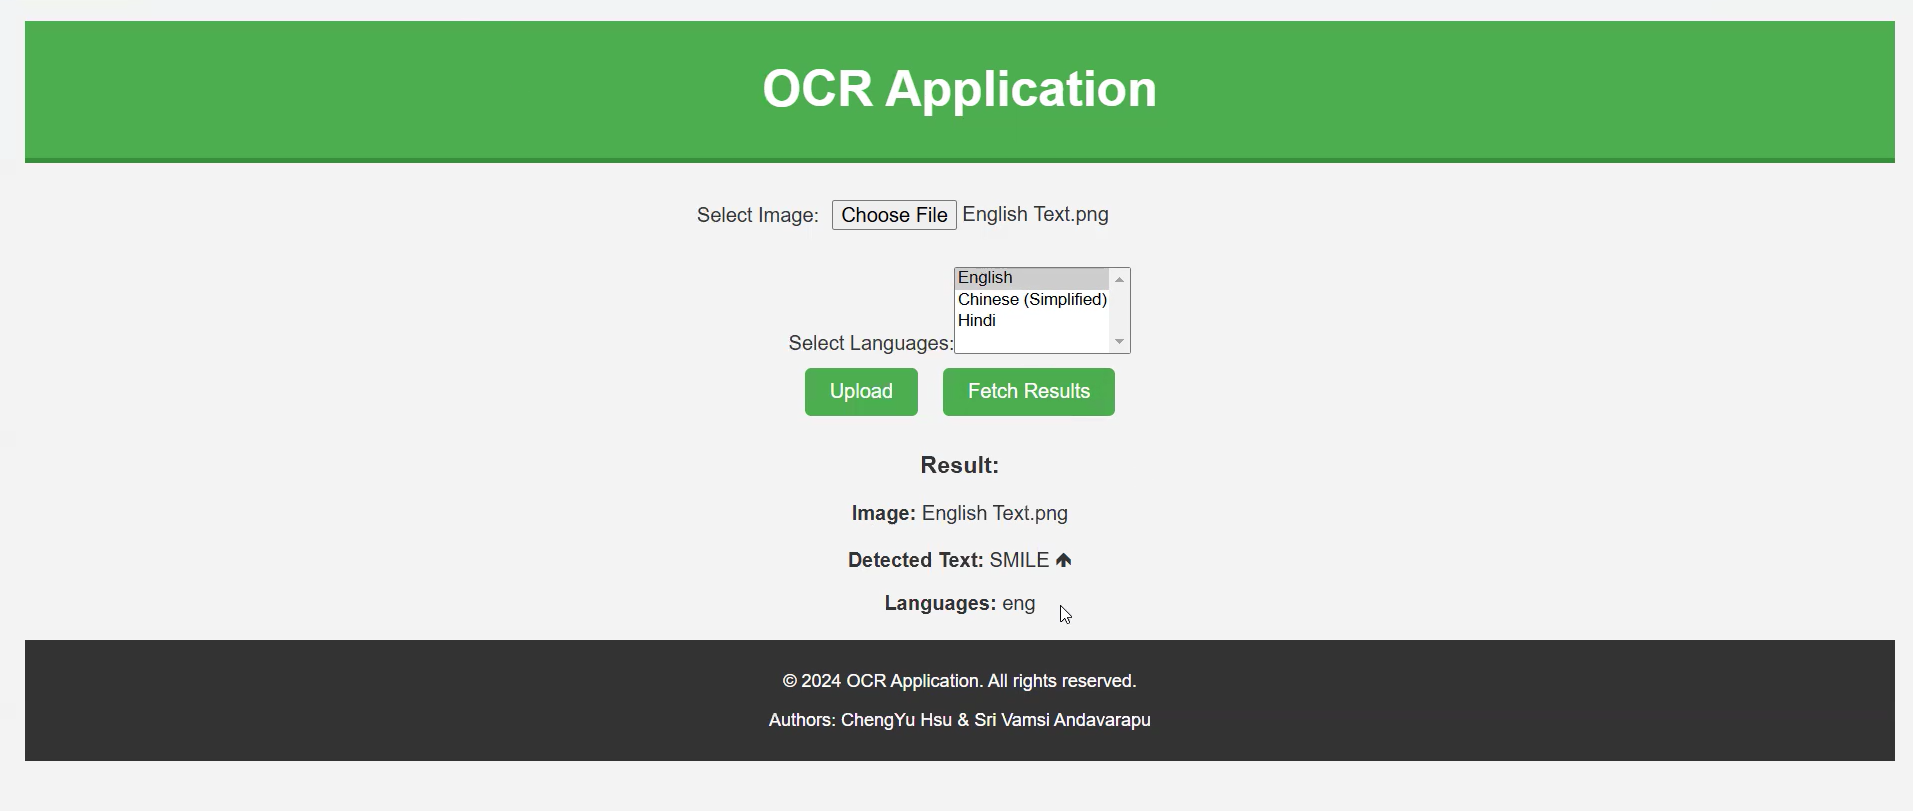 OCR Application
Select Image: Choose File English Text.png
English
Chinese (Simplified)
Hindi
Select Languages:
Upload Fetch Results
Result:
Image: English Text.png
Detected Text: SMILE 🡹
Languages: eng
© 2024 OCR Application. All rights reserved.
Authors: ChengYu Hsu & Sri Vamsi Andavarapu